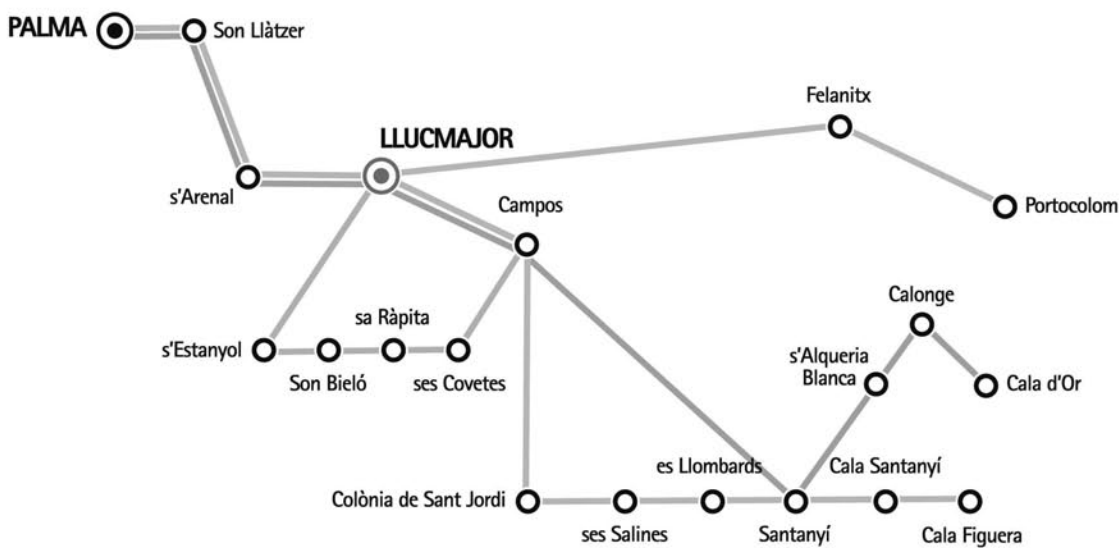 PALMA
Son Llàtzer
Felanitx
LLUCMAJOR
s'Arenal
Campos
Portocolom
Calonge
sa Ràpita
s'Estanyol
s'Alqueria
Blanca
Son Bieló
ses Covetes
Cala d'Or
es Llombards
Cala Santanyí
Colònia de Sant Jordi
ses Salines
Santanyí
Cala Figuera